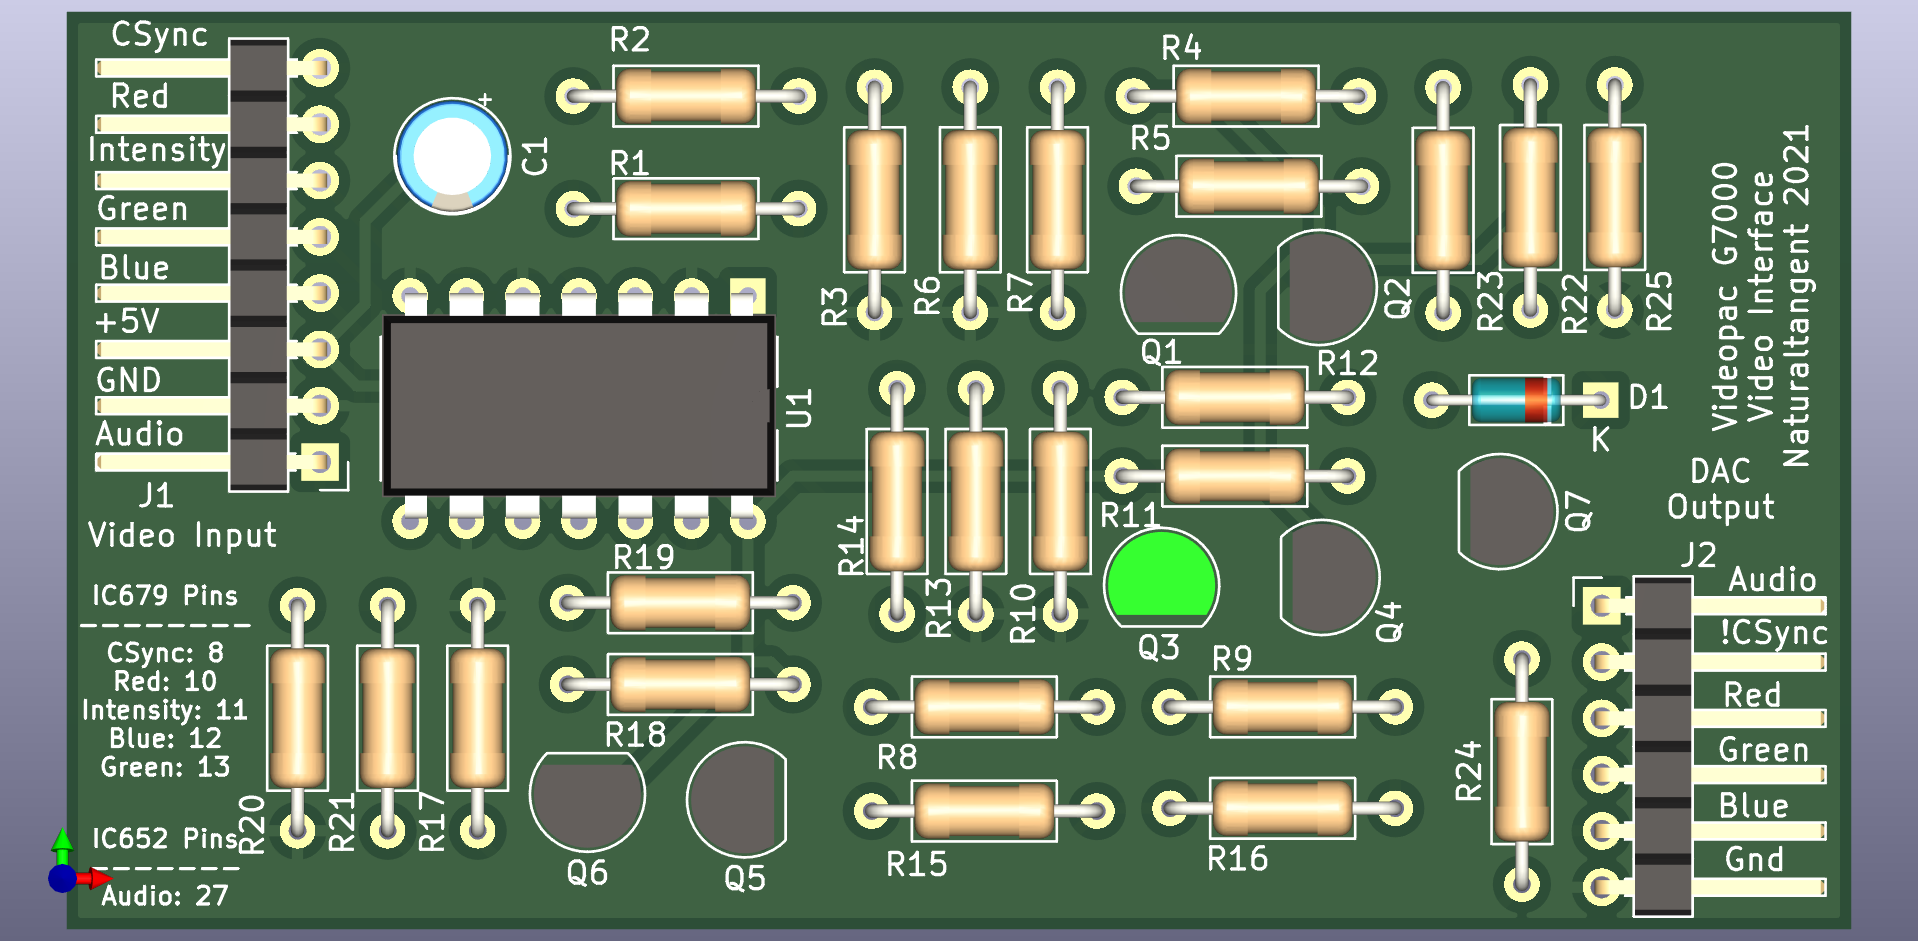 CSync
Red
Intensity
Green
Blue
+5V
GND
Audio
J1
Video Input
IC679 Pins
---------
CSync: 8
Red: 10
Intensity: 11
Blue: 12
Green: 13
IC652 Pins
--------
Audio: 27
+
C1
R2
R1
U1
R19
R18
R20
R21
R17
Q6
Q5
R3
R6
R7
R4
R5
Q1
Q2
R12
R23
R22
R25
R14
R13
R10
R11
Q3
Q4
R8
R9
R15
R16
R24
D1
K
Q7
Videopac G7000
Video Interface
Naturaltangent 2021
DAC
Output
J2
Audio
!CSync
Red
Green
Blue
Gnd